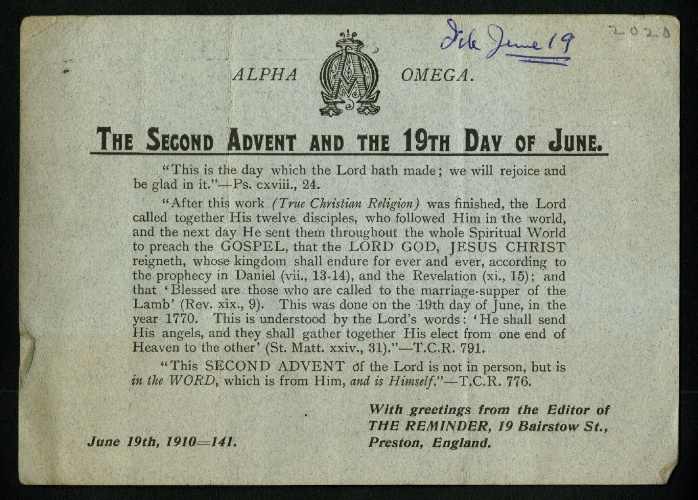 June 19
2020
ALPHA OMEGA.
THE SECOND ADVENT AND THE 19TH DAY OF JUNE.
"This is the day which the Lord hath made; we will rejoice and
be glad in it."—Ps. cxviii., 24.
"After this work (True Christian Religion) was finished, the Lord
called together His twelve disciples, who followed Him in the world,
and the next day He sent them throughout the whole Spiritual World
to preach the GOSPEL, that the LORD GOD, JESUS CHRIST
reigneth, whose kingdom shall endure for ever and ever, according to
the prophecy in Daniel (vii., 13-14), and the Revelation (xi., 15); and
that 'Blessed are those who are called to the marriage-supper of the
Lamb' (Rev. xix., 9). This was done on the 19th day of June, in the
year 1770. This is understood by the Lord's words: 'He shall send
His angels, and they shall gather together His elect from one end of
Heaven to the other' (St. Matt. xxiv., 31)."—T.C.R. 791.
"This SECOND ADVENT of the Lord is not in person, but is
in the WORD, which is from Him, and is Himself."—T.C.R. 776.
With greetings from the Editor of
THE REMINDER, 19 Bairstow St.,
Preston, England.
June 19th, 1910=141.